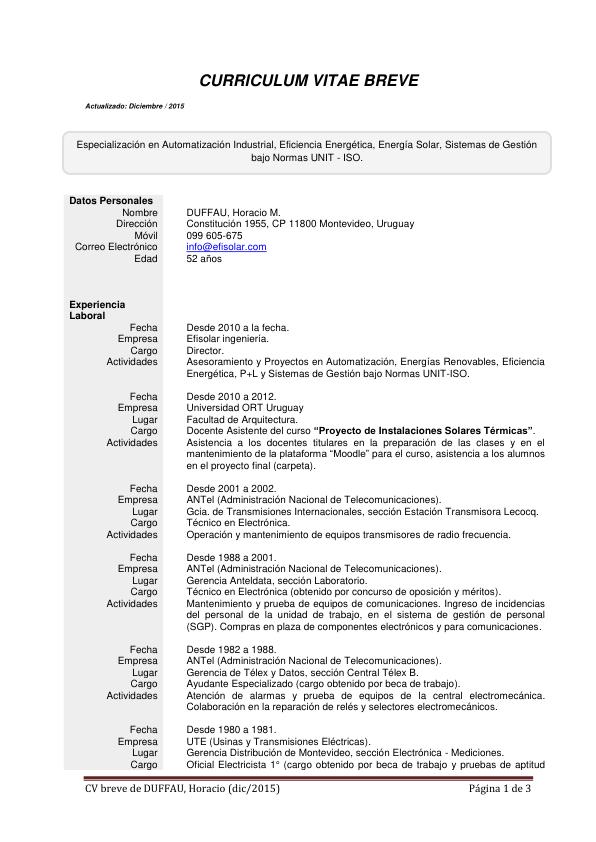 CURRICULUM VITAE BREVE
Actualizado: Diciembre / 2015
Especialización en Automatización Industrial, Eficiencia Energética, Energía Solar, Sistemas de Gestión
bajo Normas UNIT - ISO.
Datos Personales
Nombre DUFFAU, Horacio M.
Dirección Constitución 1955, CP 11800 Montevideo, Uruguay
Móvil 099 605-675
Correo Electrónico info@efisolar.com
Edad 52 años
Experiencia
Laboral
Fecha Desde 2010 a la fecha.
Empresa Efisolar ingeniería.
Cargo Director.
Actividades Asesoramiento y Proyectos en Automatización, Energías Renovables, Eficiencia
Energética, P+L y Sistemas de Gestión bajo Normas UNIT-ISO.
Fecha Desde 2010 a 2012.
Empresa Universidad ORT Uruguay
Lugar Facultad de Arquitectura.
Cargo Docente Asistente del curso “Proyecto de Instalaciones Solares Térmicas”.
Actividades Asistencia a los docentes titulares en la preparación de las clases y en el
mantenimiento de la plataforma “Moodle” para el curso, asistencia a los alumnos
en el proyecto final (carpeta).
Fecha Desde 2001 a 2002.
Empresa ANTel (Administración Nacional de Telecomunicaciones).
Lugar Gcia. de Transmisiones Internacionales, sección Estación Transmisora Lecocq.
Cargo Técnico en Electrónica.
Actividades Operación y mantenimiento de equipos transmisores de radio frecuencia.
Fecha Desde 1988 a 2001.
Empresa ANTel (Administración Nacional de Telecomunicaciones).
Lugar Gerencia Anteldata, sección Laboratorio.
Cargo Técnico en Electrónica (obtenido por concurso de oposición y méritos).
Actividades Mantenimiento y prueba de equipos de comunicaciones. Ingreso de incidencias
del personal de la unidad de trabajo, en el sistema de gestión de personal
(SGP). Compras en plaza de componentes electrónicos y para comunicaciones.
Fecha Desde 1982 a 1988.
Empresa ANTel (Administración Nacional de Telecomunicaciones).
Lugar Gerencia de Télex y Datos, sección Central Télex B.
Cargo Ayudante Especializado (cargo obtenido por beca de trabajo).
Actividades Atención de alarmas y prueba de equipos de la central electromecánica.
Colaboración en la reparación de relés y selectores electromecánicos.
Fecha Desde 1980 a 1981.
Empresa UTE (Usinas y Transmisiones Eléctricas).
Lugar Gerencia Distribución de Montevideo, sección Electrónica - Mediciones.
Cargo Oficial Electricista 1° (cargo obtenido por beca de trabajo y pruebas de aptitud
CV breve de DUFFAU, Horacio (dic/2015) Página 1 de 3